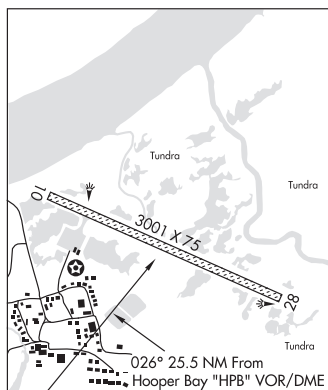 Tundra
Tundra
10
3001 X 75
28
026° 25.5 NM From
Hooper Bay "HPB" VOR/DME
Tundra